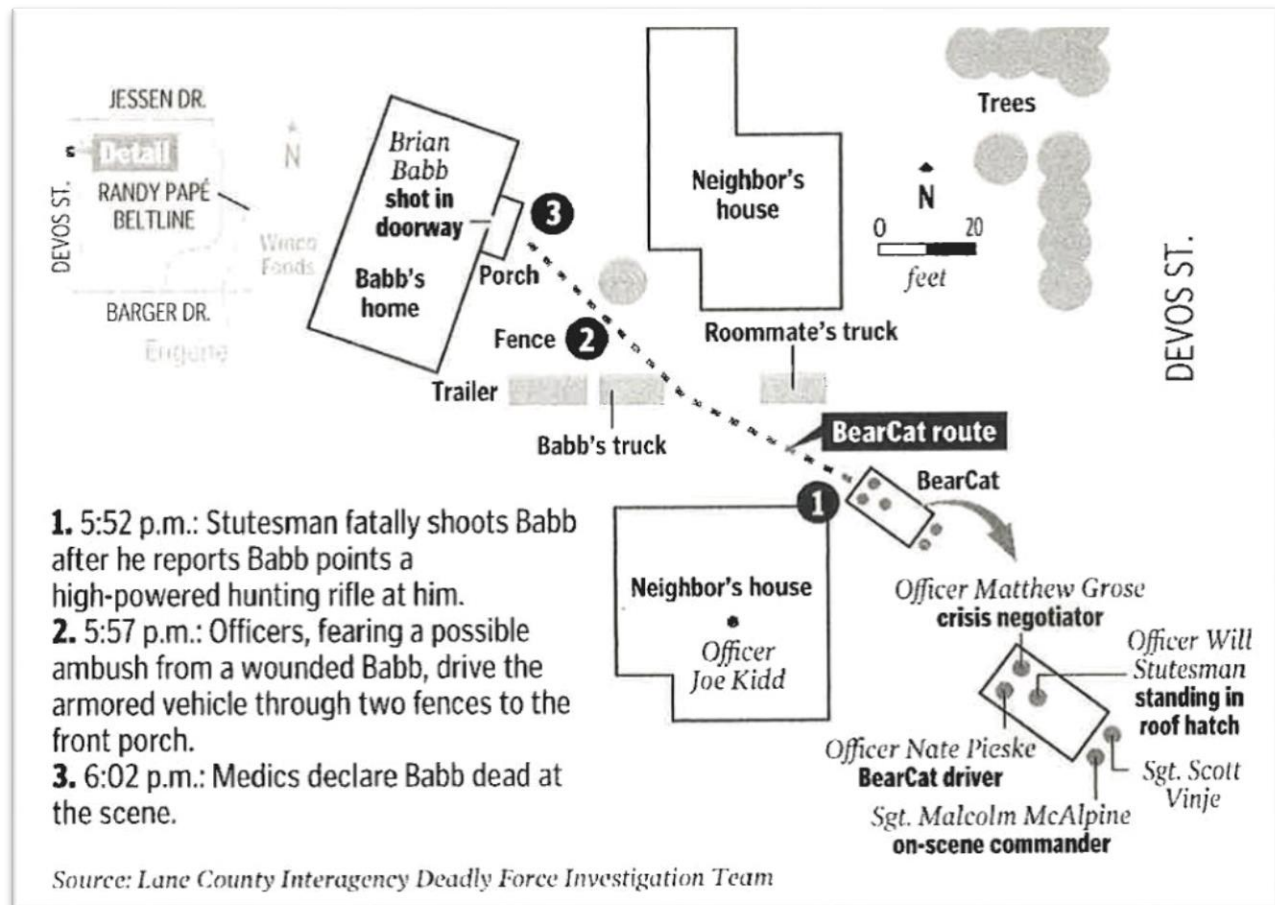 JESSEN DR.
Detail
N
DEVOS ST.
RANDY PAPÉ
BELTLINE
Winco
Foods
BARGER DR.
Eugene
Brian
Babb
shot in
doorway
3
Babb's
home
Porch
Fence
2
Trailer
Babb's truck
Neighbor's
house
Roommate's truck
Trees
N
0 20
feet
DEVOS ST.
BearCat route
BearCat
1
Neighbor's house
Officer
Joe Kidd
Officer Matthew Grose
crisis negotiator
Officer Will
Stutesman
standing in
roof hatch
Officer Nate Pieske
BearCat driver
Sgt. Scott
Vinje
Sgt. Malcolm McAlpine
on-scene commander
1. 5:52 p.m.: Stutesman fatally shoots Babb
after he reports Babb points a
high-powered hunting rifle at him.
2. 5:57 p.m.: Officers, fearing a possible
ambush from a wounded Babb, drive the
armored vehicle through two fences to the
front porch.
3. 6:02 p.m.: Medics declare Babb dead at
the scene.
Source: Lane County Interagency Deadly Force Investigation Team